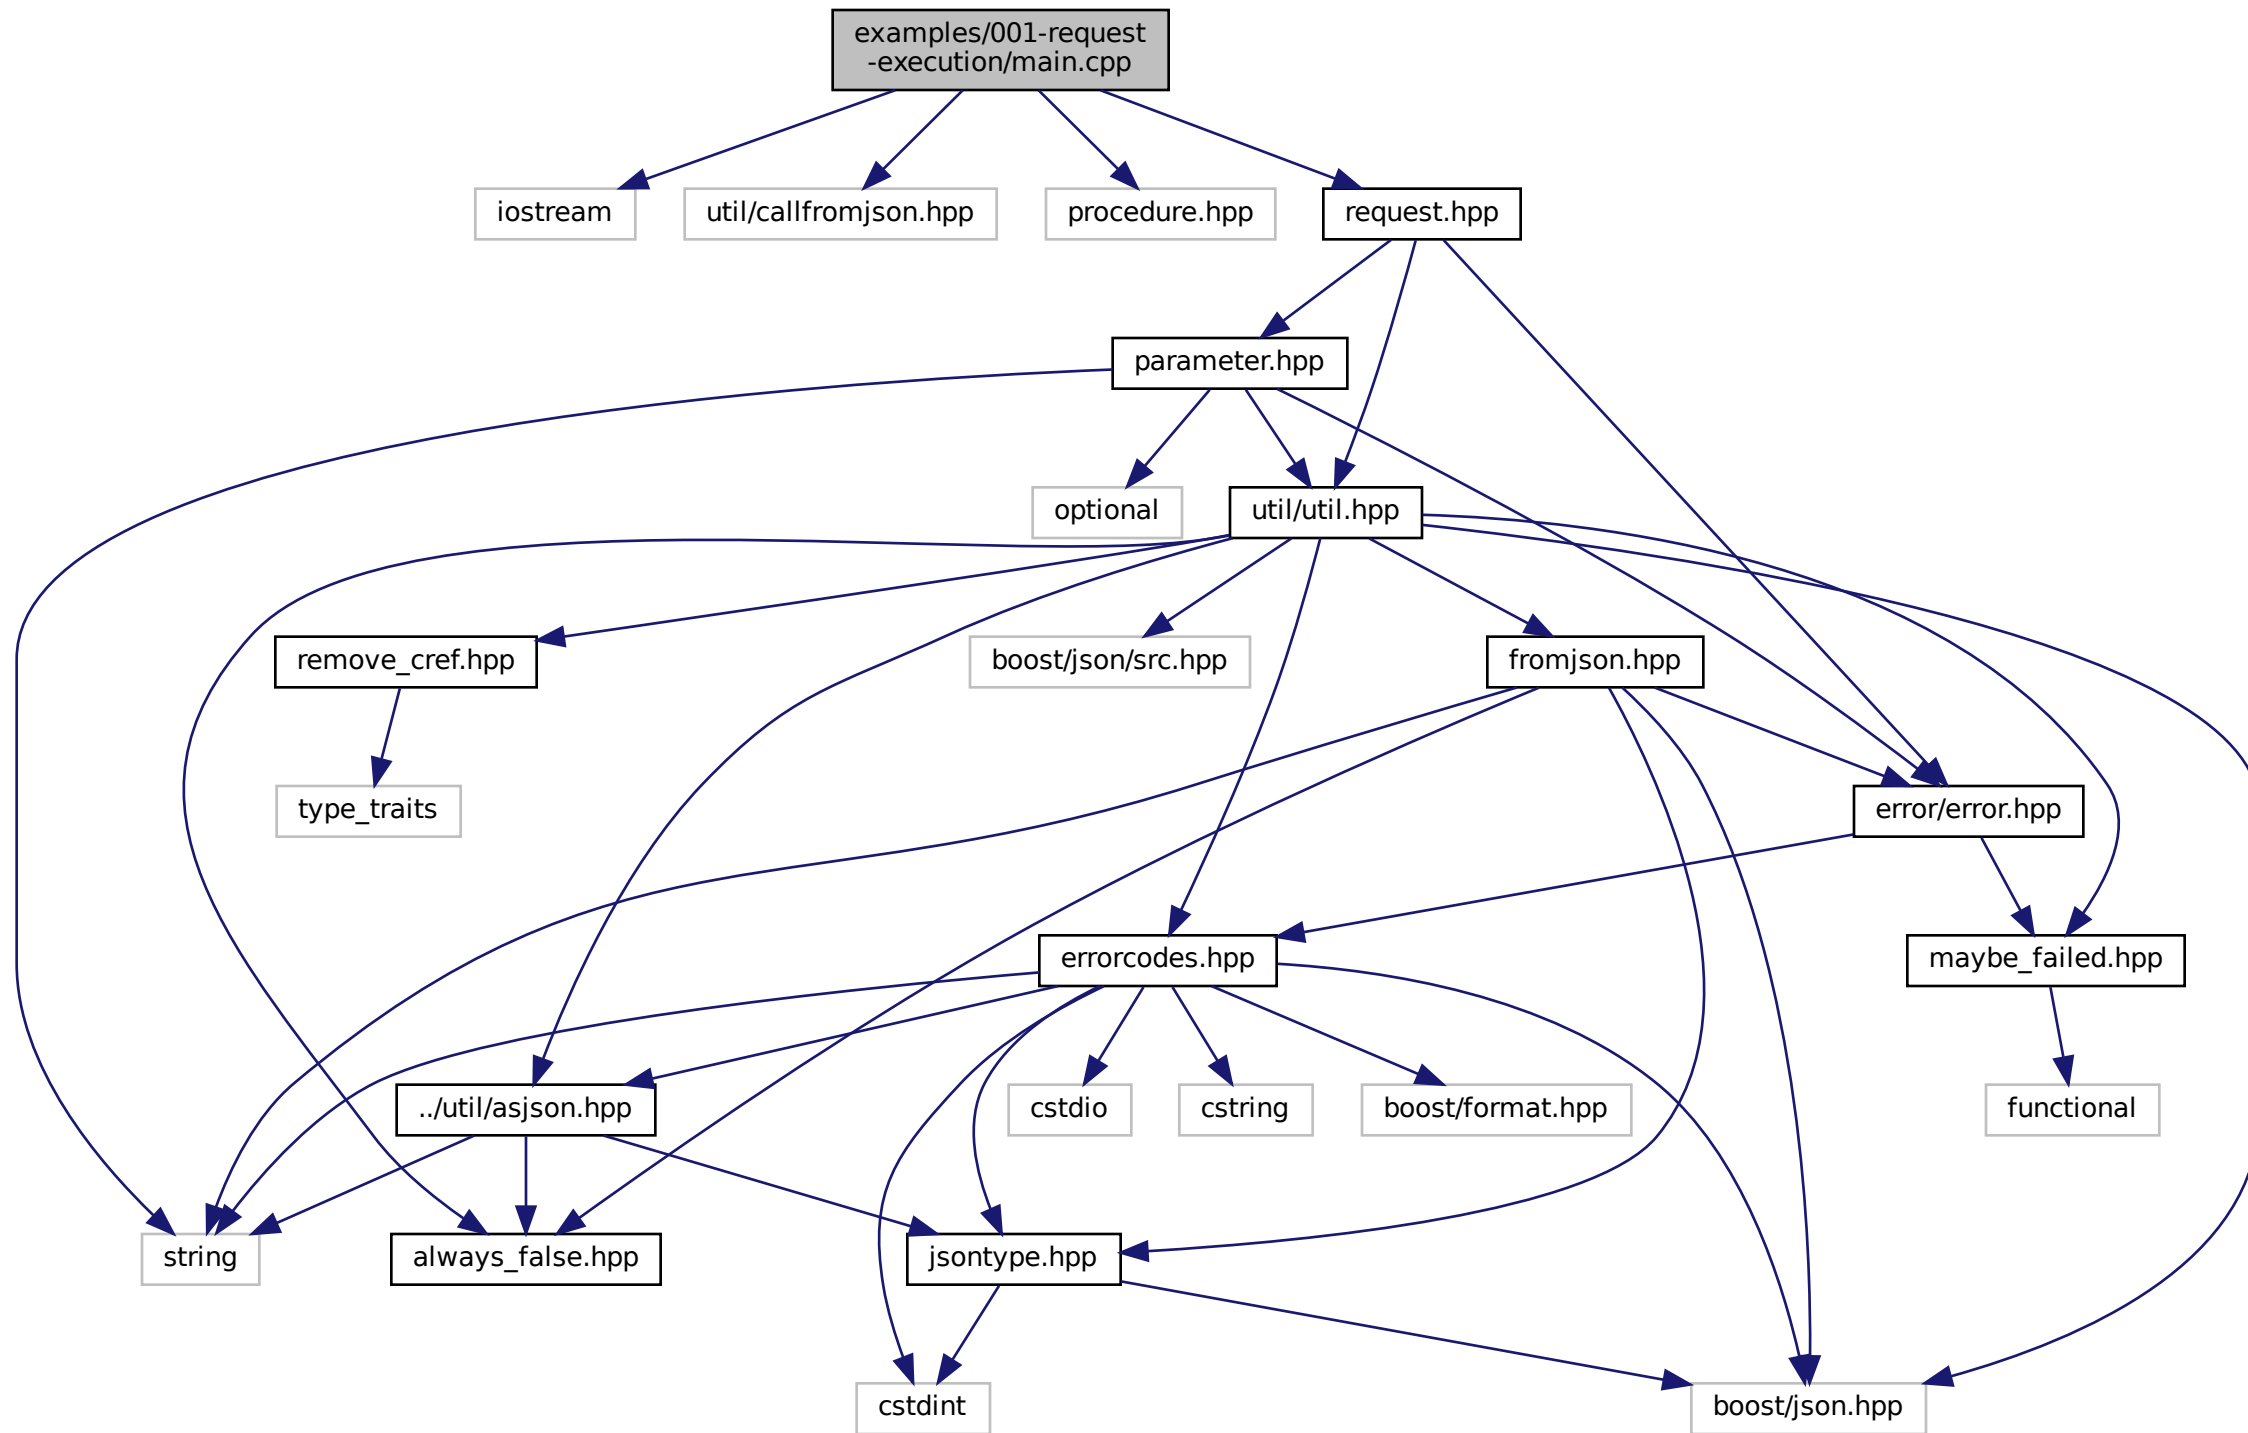 examples/001-request
-execution/main.cpp
iostream
util/callfromjson.hpp
procedure.hpp
request.hpp
parameter.hpp
optional
util/util.hpp
remove_cref.hpp
boost/json/src.hpp
fromjson.hpp
type_traits
error/error.hpp
errorcodes.hpp
maybe_failed.hpp
../util/asjson.hpp
cstdio
cstring
boost/format.hpp
functional
string
always_false.hpp
jsontype.hpp
cstdint
boost/json.hpp